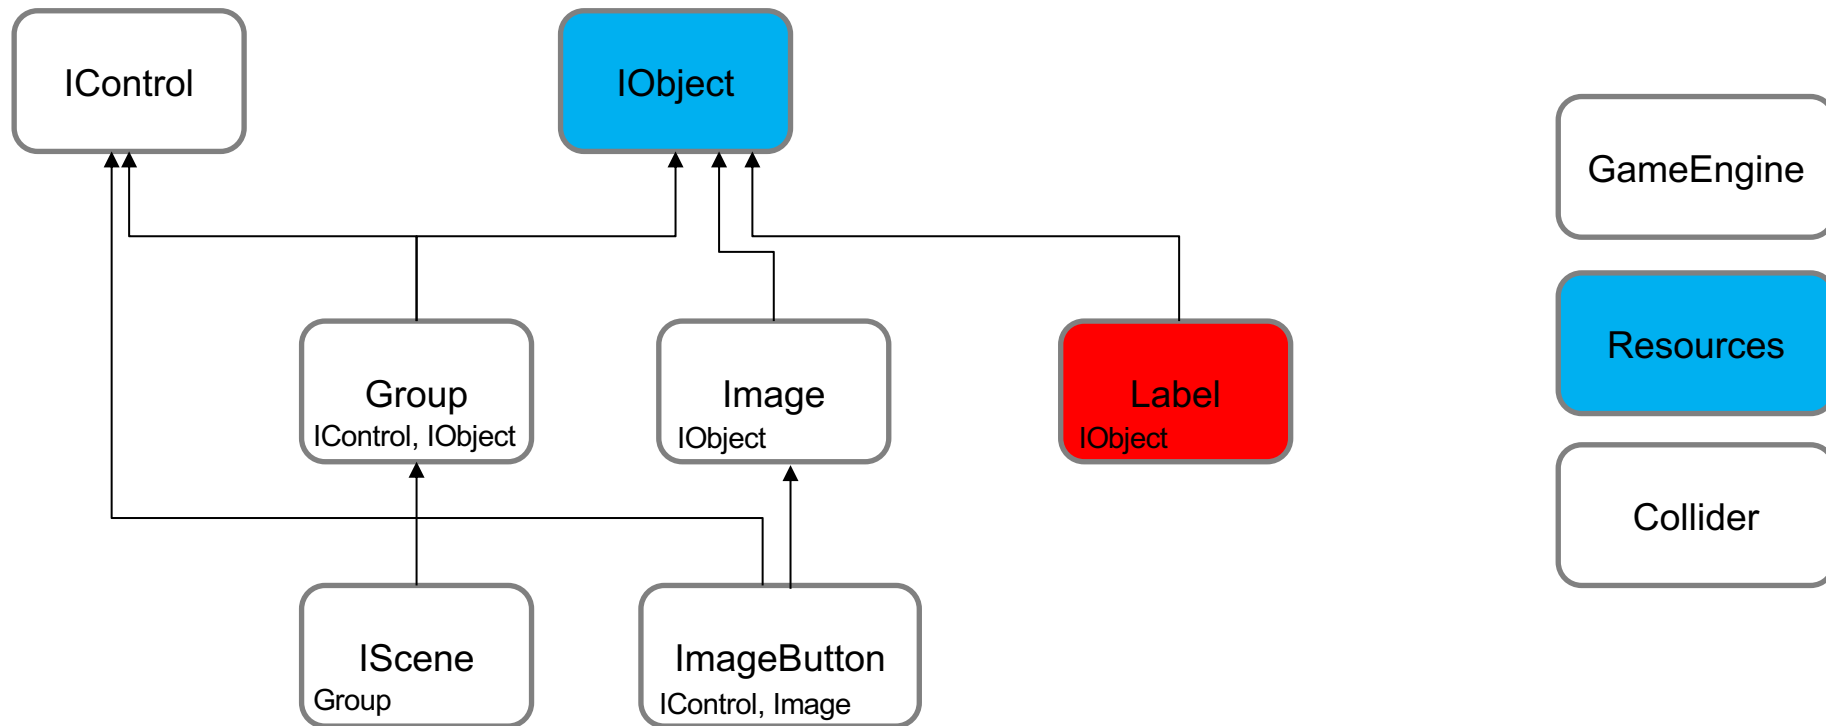 IControl
IObject
GameEngine
Resources
Group
IControl, IObject
Image
IObject
Label
IObject
Collider
IScene
Group
ImageButton
IControl, Image